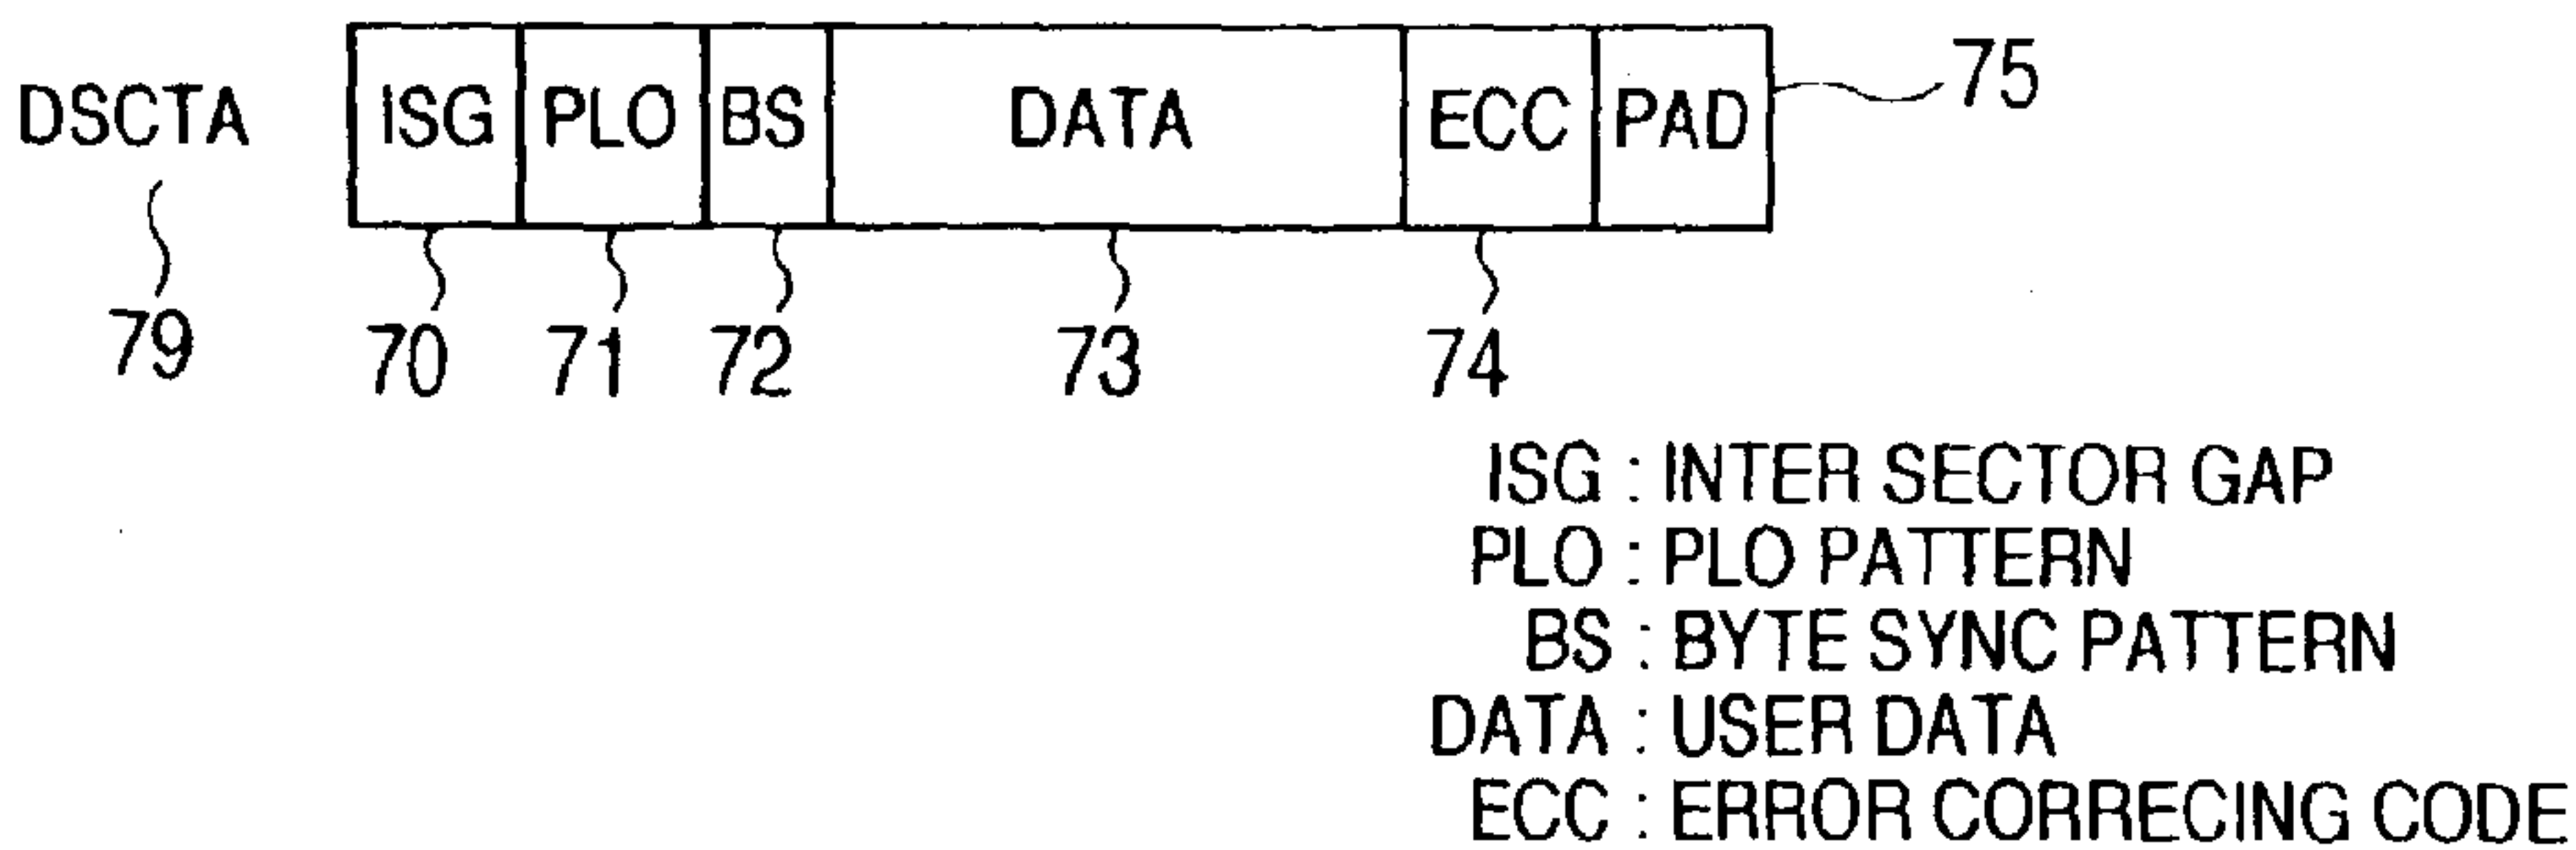 DSCTA ISG PLO BS DATA ECC PAD 75
79 70 71 72 73 74
ISG : INTER SECTOR GAP
PLO : PLO PATTERN
BS : BYTE SYNC PATTERN
DATA : USER DATA
ECC : ERROR CORRECING CODE